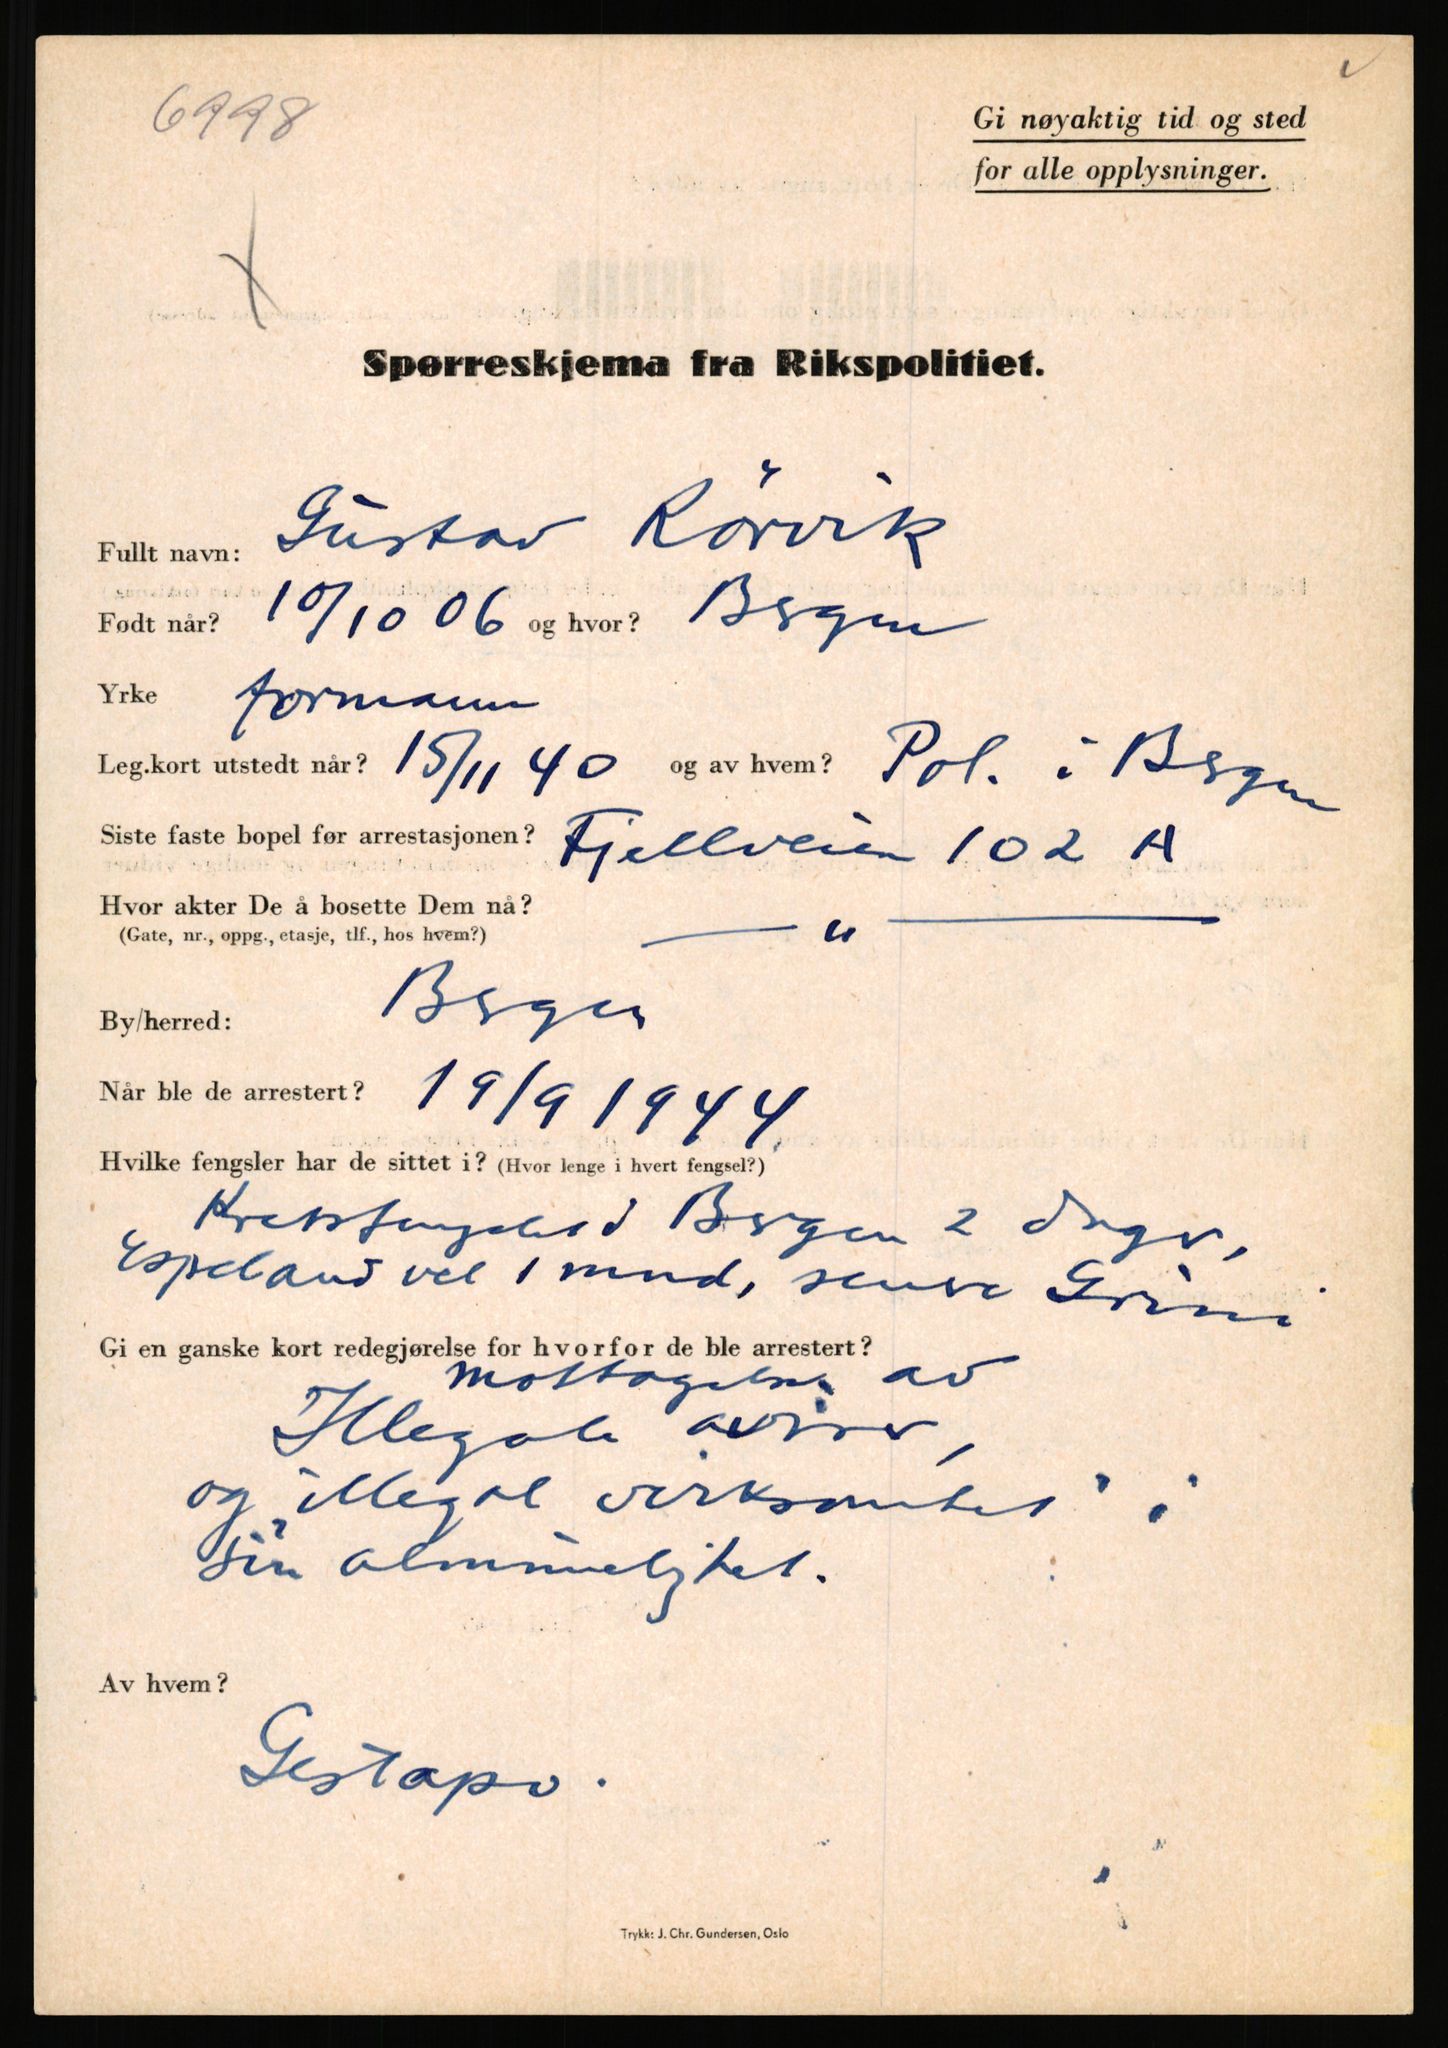 6998
Gi nøyaktig tid og sted
for alle opplysninger.
Spørreskjema fra Rikspolitiet.
Fullt navn: Gustav Rörvik
Født når? 10/10 06 og hvor? Bergen
Yrke formann
Leg.kort utstedt når? 15/11 40 og av hvem? Pol. i Bergen
Siste faste bopel før arrestasjonen? Fjellveien 102 A
Hvor akter De å bosette Dem nå? — " —
(Gate, nr., oppg., etasje, tlf., hos hvem?)
By/herred: Bergen
Når ble de arrestert? 19/9 1944
Hvilke fengsler har de sittet i? (Hvor lenge i hvert fengsel?)
Kretsfengslet i Bergen 2 dager,
Espeland vel 1 mnd, senere Grini
Gi en ganske kort redegjørelse for hvorfor de ble arrestert?
Mottagelse av
Illegale aviser,
og "illegal virksomhet" i
sin alminnelighet.
Av hvem?
Gestapo.
Trykk: J. Chr. Gundersen, Oslo